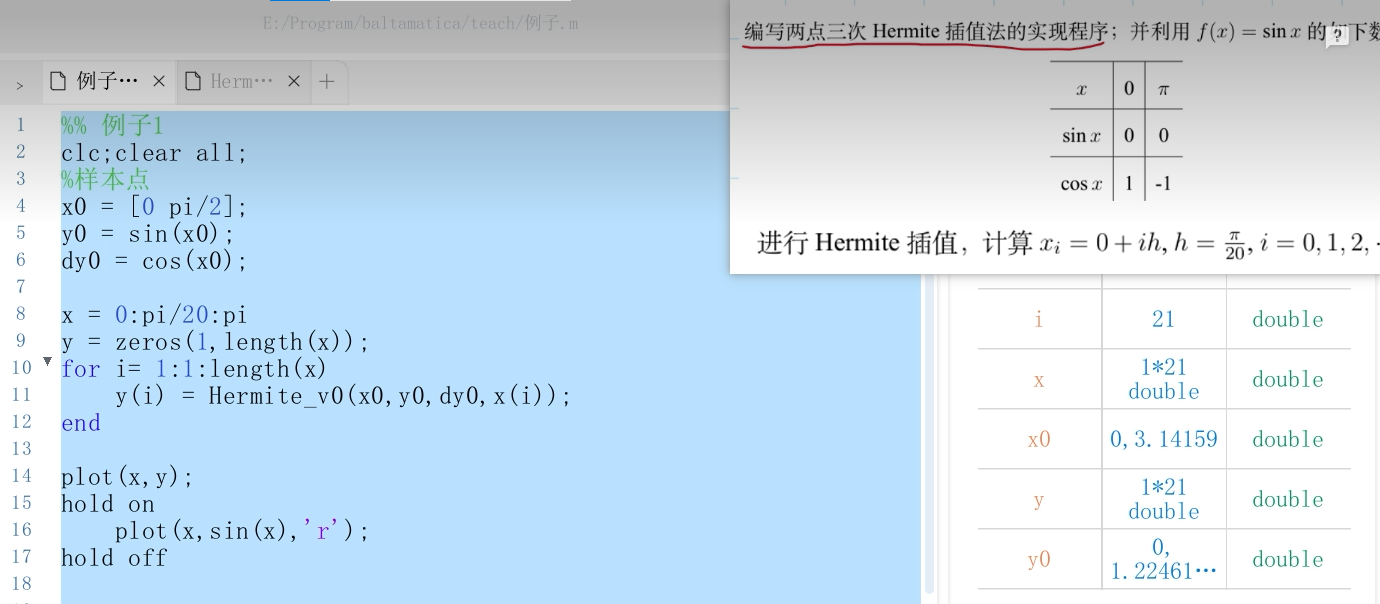 E:/Program/baltamatica/teach/例子.m
> 例子··· × Herm··· × +
1 %% 例子1
2 clc;clear all;
3 %样本点
4 x0 = [0 pi/2];
5 y0 = sin(x0);
6 dy0 = cos(x0);
7
8 x = 0:pi/20:pi
9 y = zeros(1,length(x));
10 for i= 1:1:length(x)
11 y(i) = Hermite_v0(x0,y0,dy0,x(i));
12 end
13
14 plot(x,y);
15 hold on
16 plot(x,sin(x),'r');
17 hold off
18
编写两点三次 Hermite 插值法的实现程序；并利用 f(x) = sin x 的如下数
x 0 π
sin x 0 0
cos x 1 -1
进行 Hermite 插值，计算 xᵢ = 0 + ih, h = π/20, i = 0, 1, 2, ·
i 21 double
x 1*21 double double
x0 0,3.14159 double
y 1*21 double double
y0 0, 1.22461··· double